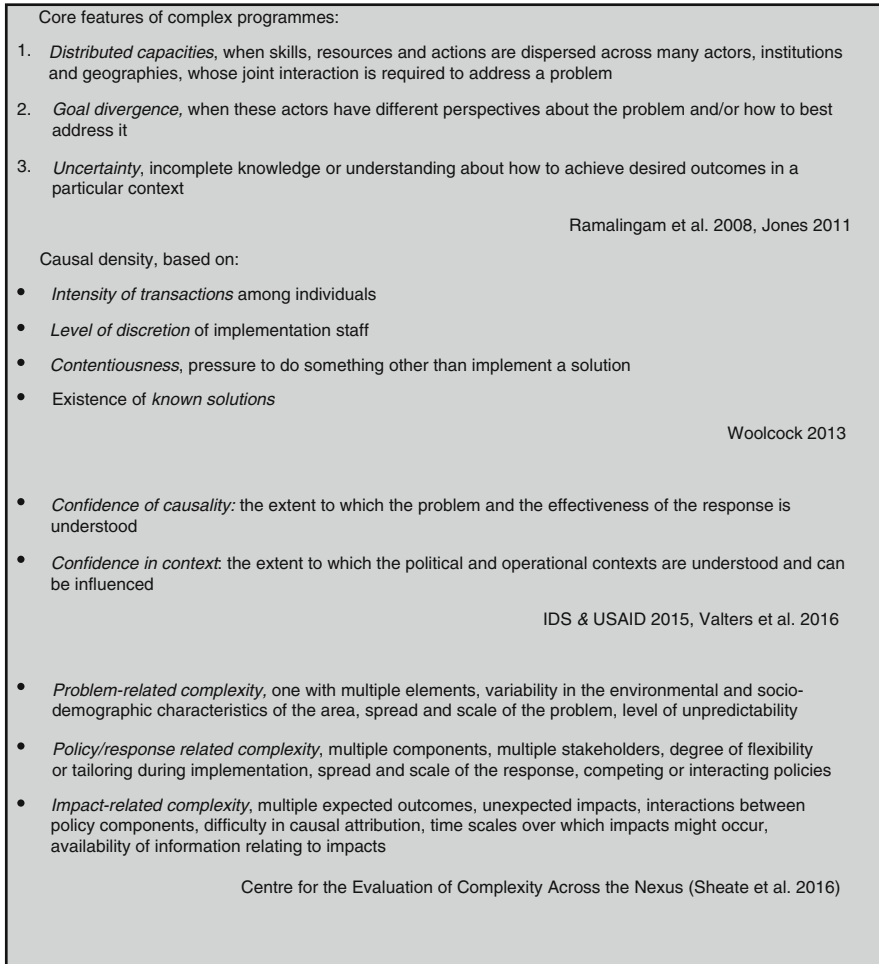 Core features of complex programmes:
1. Distributed capacities, when skills, resources and actions are dispersed across many actors, institutions
and geographies, whose joint interaction is required to address a problem
2. Goal divergence, when these actors have different perspectives about the problem and/or how to best
address it
3. Uncertainty, incomplete knowledge or understanding about how to achieve desired outcomes in a
particular context
Ramalingam et al. 2008, Jones 2011
Causal density, based on:
• Intensity of transactions among individuals
• Level of discretion of implementation staff
• Contentiousness, pressure to do something other than implement a solution
• Existence of known solutions
Woolcock 2013
• Confidence of causality: the extent to which the problem and the effectiveness of the response is
understood
• Confidence in context: the extent to which the political and operational contexts are understood and can
be influenced
IDS & USAID 2015, Valters et al. 2016
• Problem-related complexity, one with multiple elements, variability in the environmental and socio-
demographic characteristics of the area, spread and scale of the problem, level of unpredictability
• Policy/response related complexity, multiple components, multiple stakeholders, degree of flexibility
or tailoring during implementation, spread and scale of the response, competing or interacting policies
• Impact-related complexity, multiple expected outcomes, unexpected impacts, interactions between
policy components, difficulty in causal attribution, time scales over which impacts might occur,
availability of information relating to impacts
Centre for the Evaluation of Complexity Across the Nexus (Sheate et al. 2016)